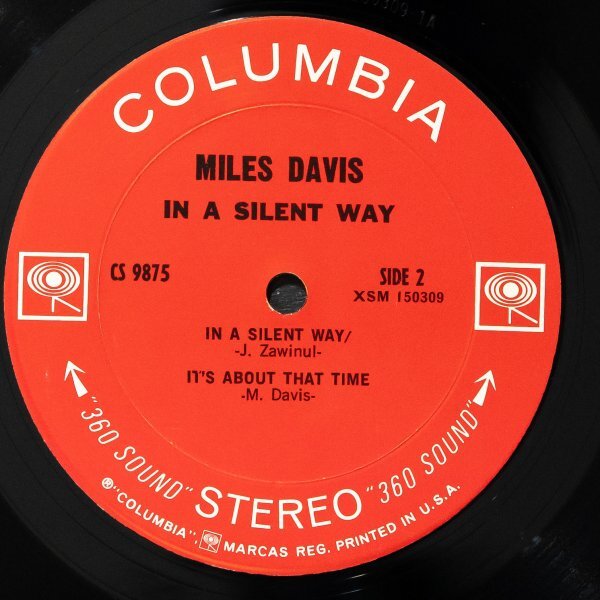 COLUMBIA
MILES DAVIS
IN A SILENT WAY
CS 9875
SIDE 2
XSM 150309
IN A SILENT WAY/
-J. Zawinul-
IT'S ABOUT THAT TIME
-M. Davis-
"360 SOUND" STEREO "360 SOUND"
®"COLUMBIA", MARCAS REG. PRINTED IN U.S.A.